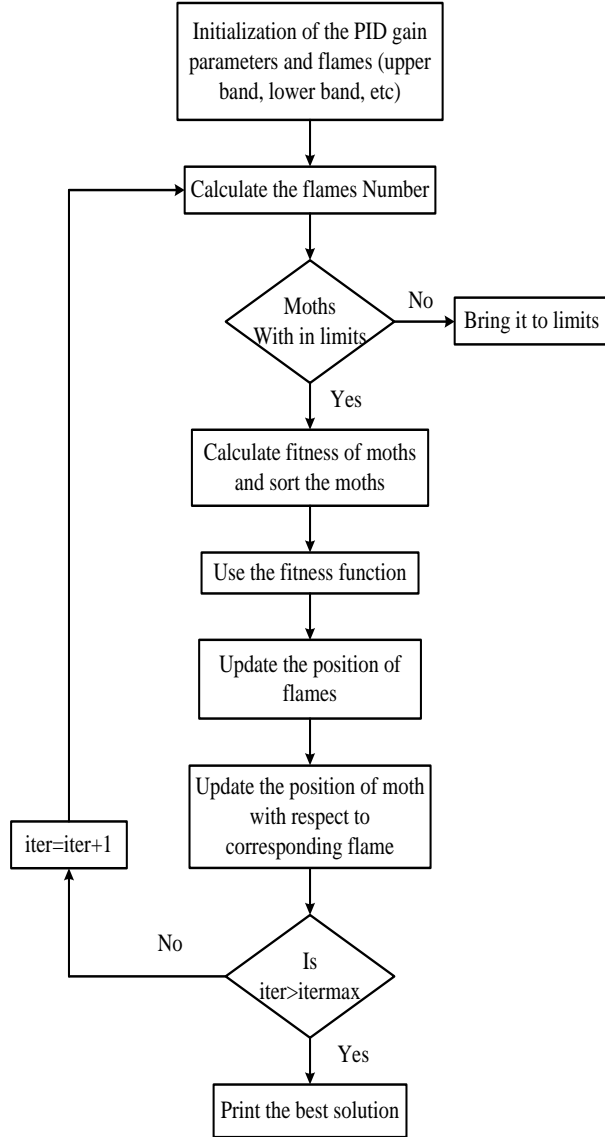 Initialization of the PID gain
parameters and flames (upper
band, lower band, etc)
Calculate the flames Number
Moths
With in limits
No
Bring it to limits
Yes
Calculate fitness of moths
and sort the moths
Use the fitness function
Update the position of
flames
Update the position of moth
with respect to
corresponding flame
iter=iter+1
No
Is
iter>itermax
Yes
Print the best solution